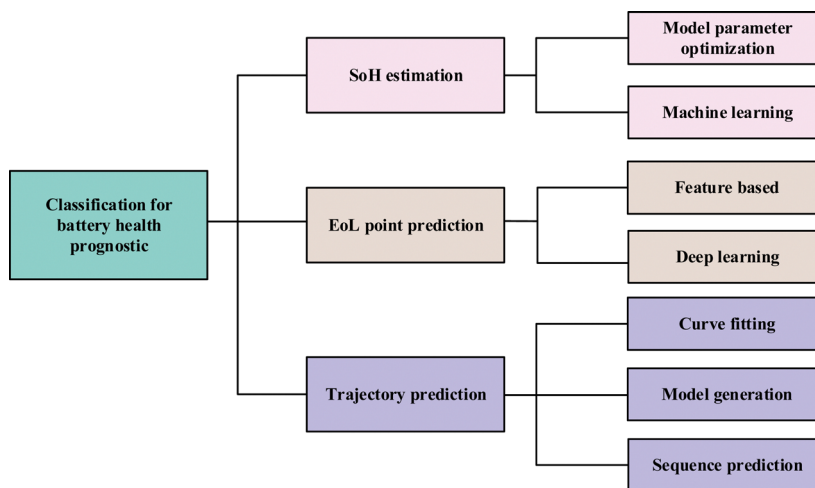 Classification for
battery health
prognostic
SoH estimation
Model parameter
optimization
Machine learning
EoL point prediction
Feature based
Deep learning
Trajectory prediction
Curve fitting
Model generation
Sequence prediction